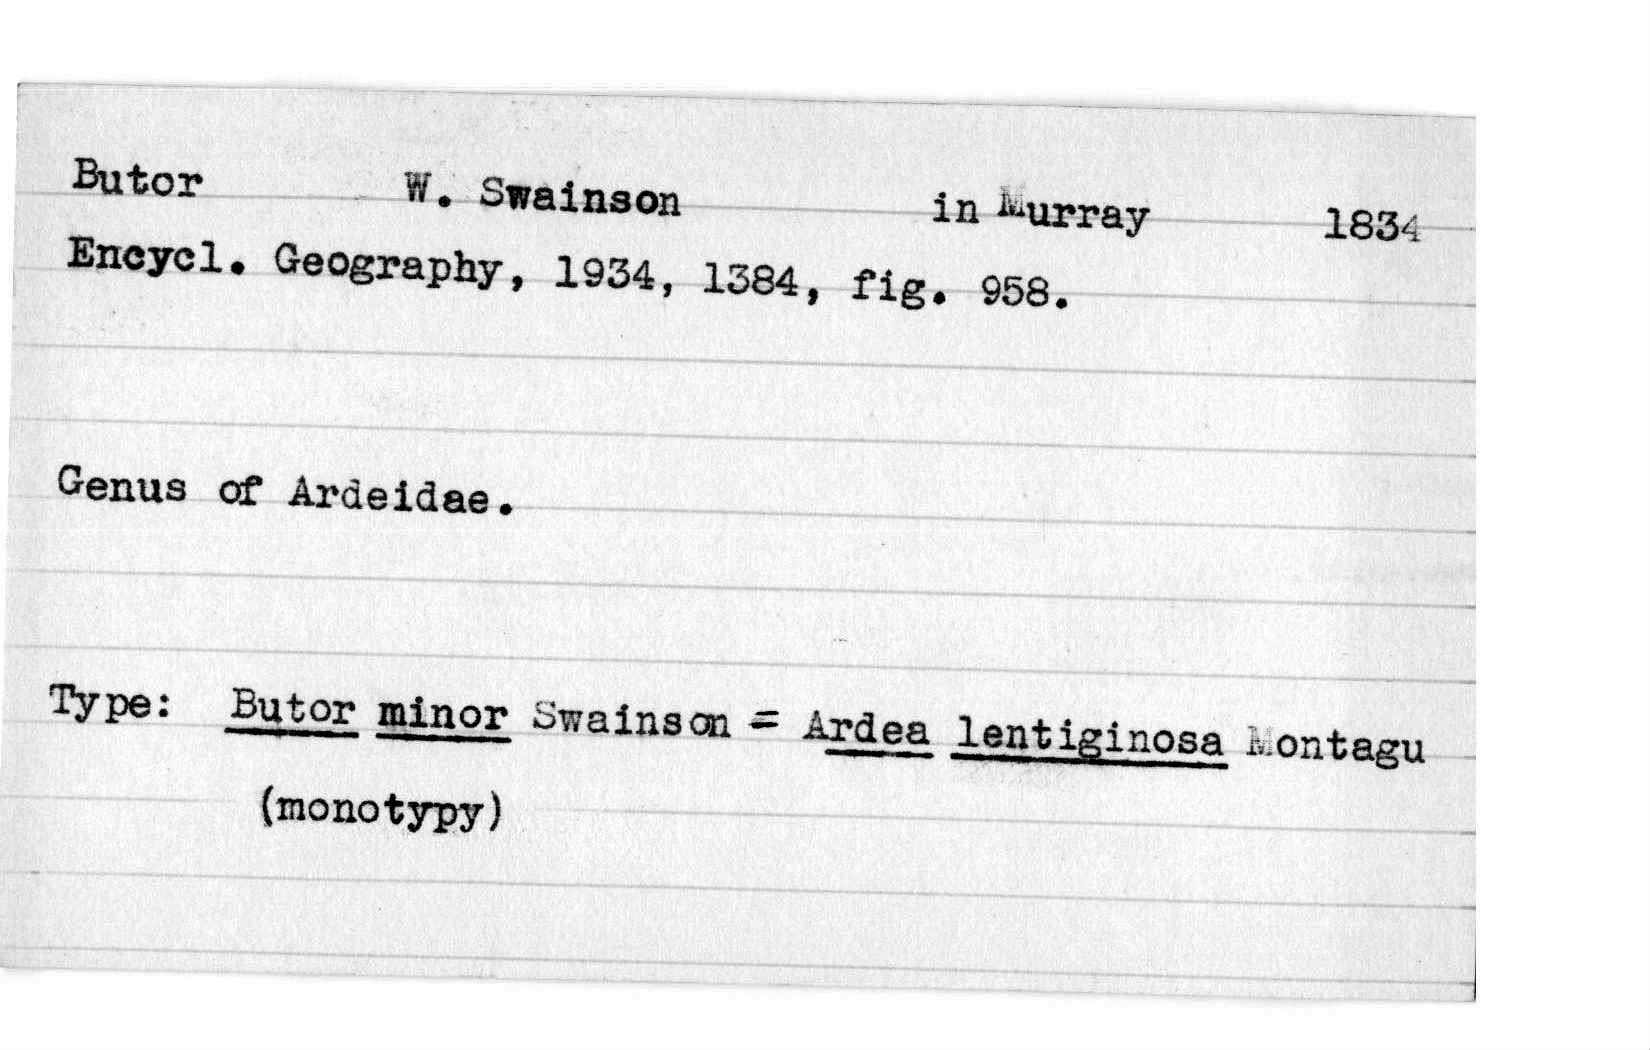 Butor W. Swainson in Murray 1834
Encycl. Geography, 1934, 1384, fig. 958.
Genus of Ardeidae.
Type: Butor minor Swainson = Ardea lentiginosa Montagu
(monotypy)